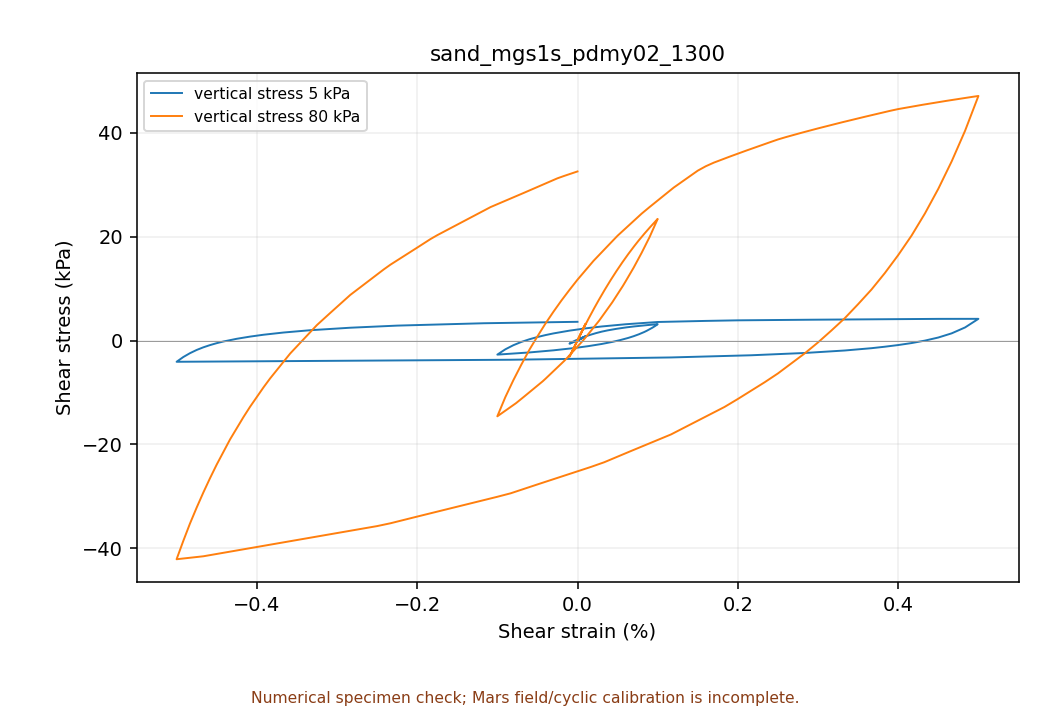 sand_mgs1s_pdmy02_1300
vertical stress 5 kPa
vertical stress 80 kPa
Shear stress (kPa)
40
20
0
−20
−40
−0.4
−0.2
0.0
0.2
0.4
Shear strain (%)
Numerical specimen check; Mars field/cyclic calibration is incomplete.